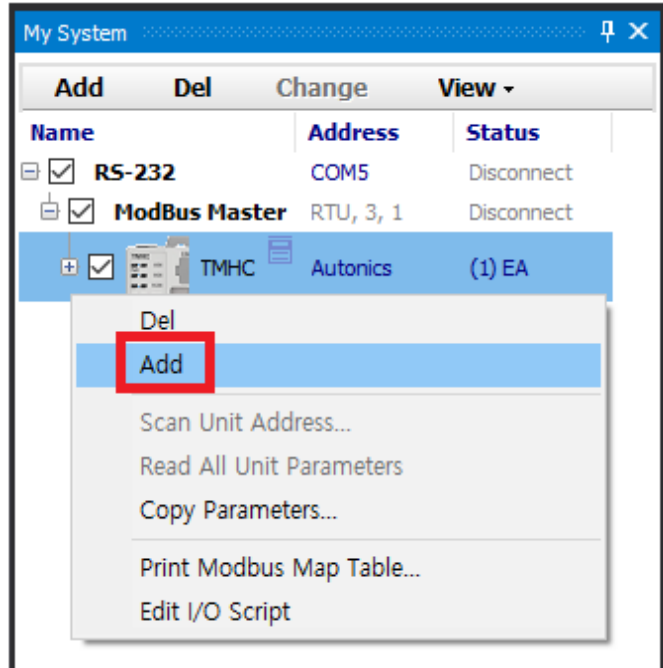 My System
Add Del Change View
Name Address Status
RS-232 COM5 Disconnect
ModBus Master RTU, 3, 1 Disconnect
TMHC Autonics (1) EA
Del
Add
Scan Unit Address...
Read All Unit Parameters
Copy Parameters...
Print Modbus Map Table...
Edit I/O Script